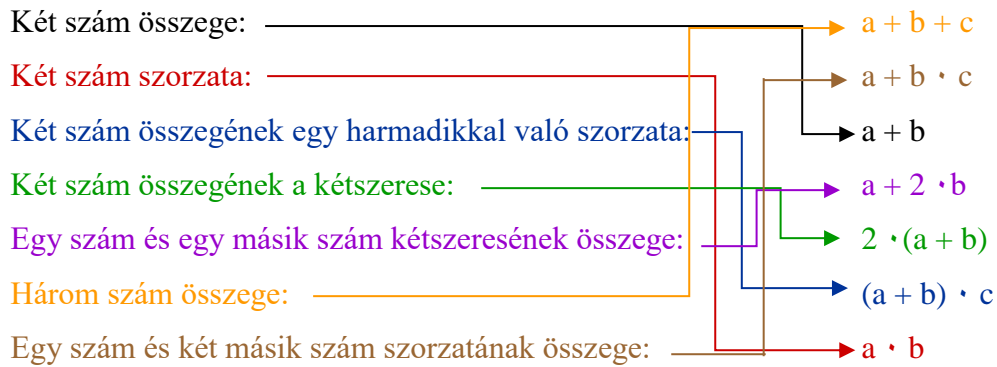 Két szám összege: a + b + c
Két szám szorzata: a + b · c
Két szám összegének egy harmadikkal való szorzata: a + b
Két szám összegének a kétszerese: a + 2 · b
Egy szám és egy másik szám kétszeresének összege: 2 · (a + b)
Három szám összege: (a + b) · c
Egy szám és két másik szám szorzatának összege: a · b